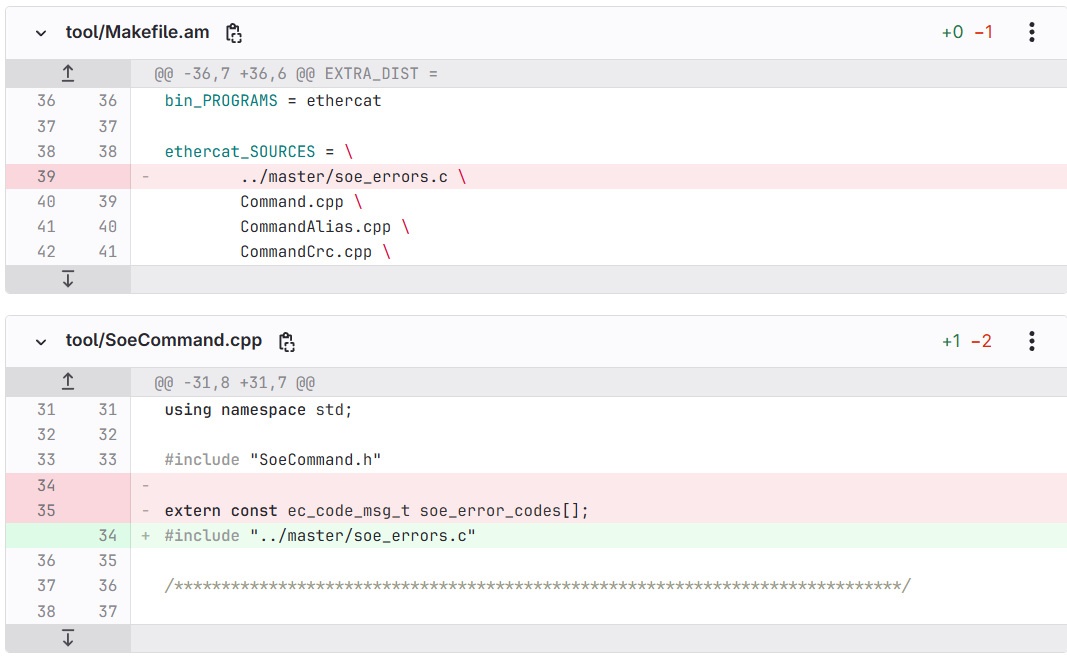 tool/Makefile.am +0 −1
@@ -36,7 +36,6 @@ EXTRA_DIST =
36 36 bin_PROGRAMS = ethercat
37 37
38 38 ethercat_SOURCES = \
39 - ../master/soe_errors.c \
40 39 Command.cpp \
41 40 CommandAlias.cpp \
42 41 CommandCrc.cpp \
tool/SoeCommand.cpp +1 −2
@@ -31,8 +31,7 @@
31 31 using namespace std;
32 32
33 33 #include "SoeCommand.h"
34 -
35 - extern const ec_code_msg_t soe_error_codes[];
34 + #include "../master/soe_errors.c"
36 35
37 36 /*****************************************************************************/
38 37